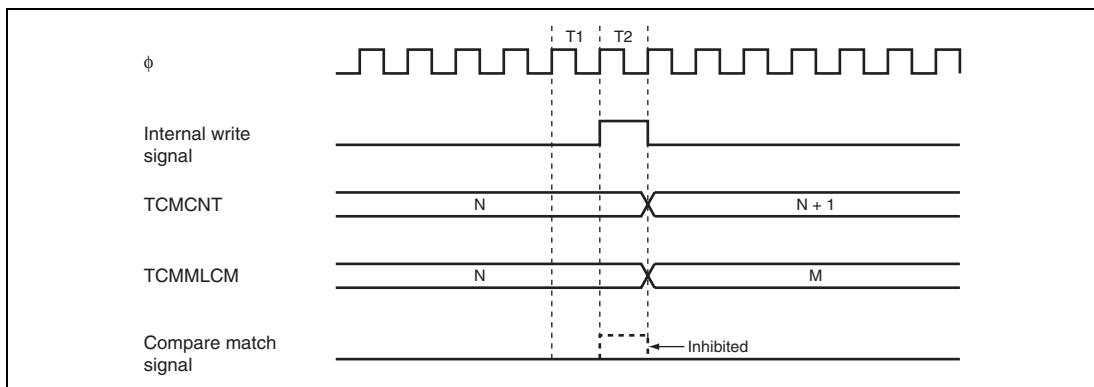 T1 T2
φ
Internal write
signal
TCMCNT N N + 1
TCMMLCM N M
Compare match
signal
Inhibited